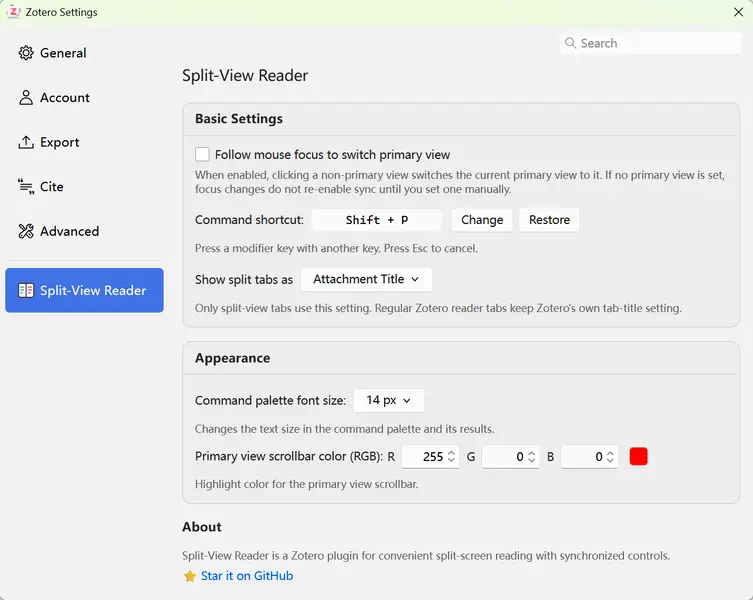 Zotero Settings
Search
General
Account
Export
Cite
Advanced
Split-View Reader
Split-View Reader
Basic Settings
Follow mouse focus to switch primary view
When enabled, clicking a non-primary view switches the current primary view to it. If no primary view is set,
focus changes do not re-enable sync until you set one manually.
Command shortcut: Shift + P Change Restore
Press a modifier key with another key. Press Esc to cancel.
Show split tabs as Attachment Title
Only split-view tabs use this setting. Regular Zotero reader tabs keep Zotero's own tab-title setting.
Appearance
Command palette font size: 14 px
Changes the text size in the command palette and its results.
Primary view scrollbar color (RGB): R 255 G 0 B 0
Highlight color for the primary view scrollbar.
About
Split-View Reader is a Zotero plugin for convenient split-screen reading with synchronized controls.
Star it on GitHub